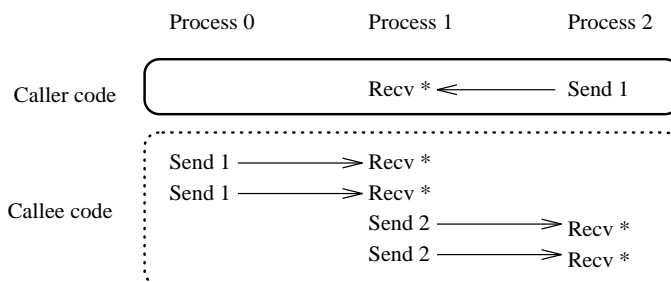 Process 0 Process 1 Process 2
Caller code Recv * Send 1
Send 1 Recv *
Send 1 Recv *
Callee code
Send 2 Recv *
Send 2 Recv *